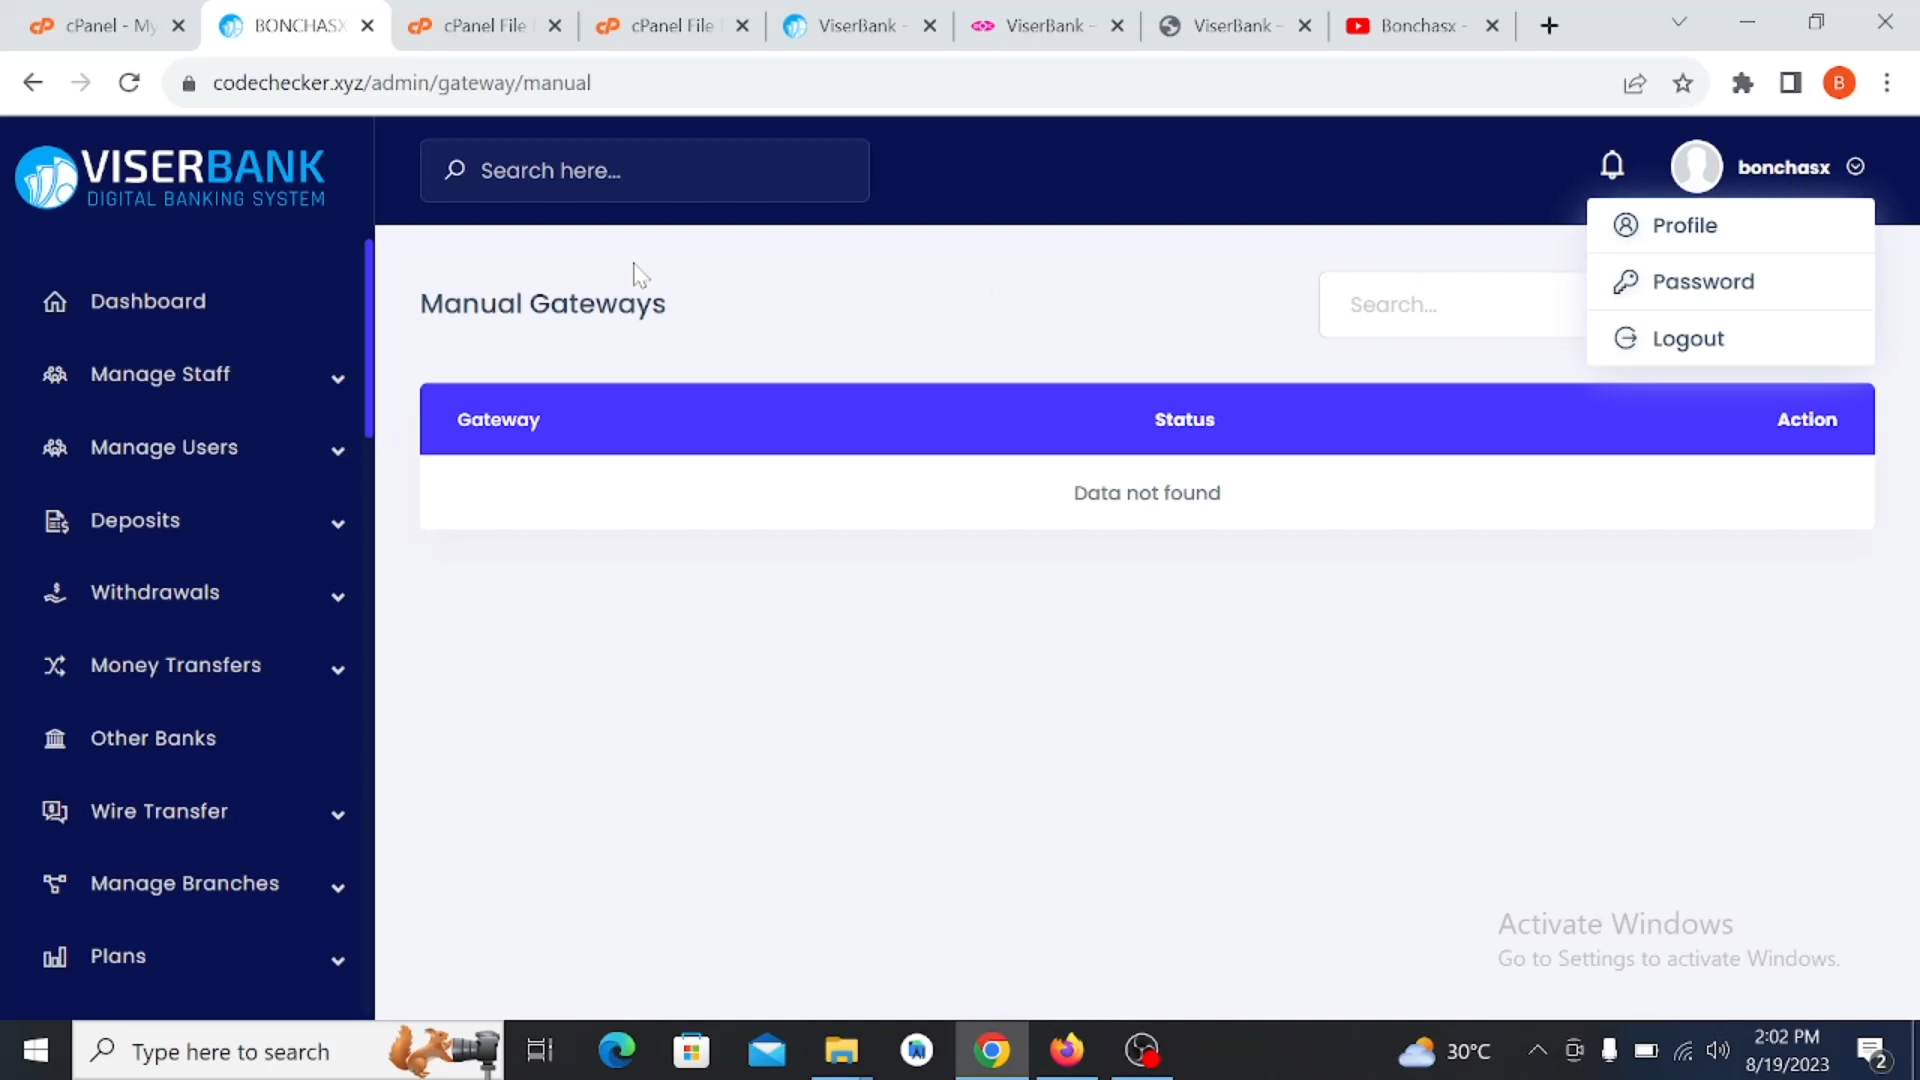 cPanel - My
BONCHASX
cPanel File
cPanel File
ViserBank -
ViserBank -
ViserBank -
Bonchasx -
codechecker.xyz/admin/gateway/manual
B
VISERBANK
DIGITAL BANKING SYSTEM
Search here...
bonchasx
Profile
Password
Logout
Dashboard
Manage Staff
Manage Users
Deposits
Withdrawals
Money Transfers
Other Banks
Wire Transfer
Manage Branches
Plans
Manual Gateways
Search...
Gateway Status Action
Data not found
Activate Windows
Go to Settings to activate Windows.
Type here to search
30°C
2:02 PM
8/19/2023
2